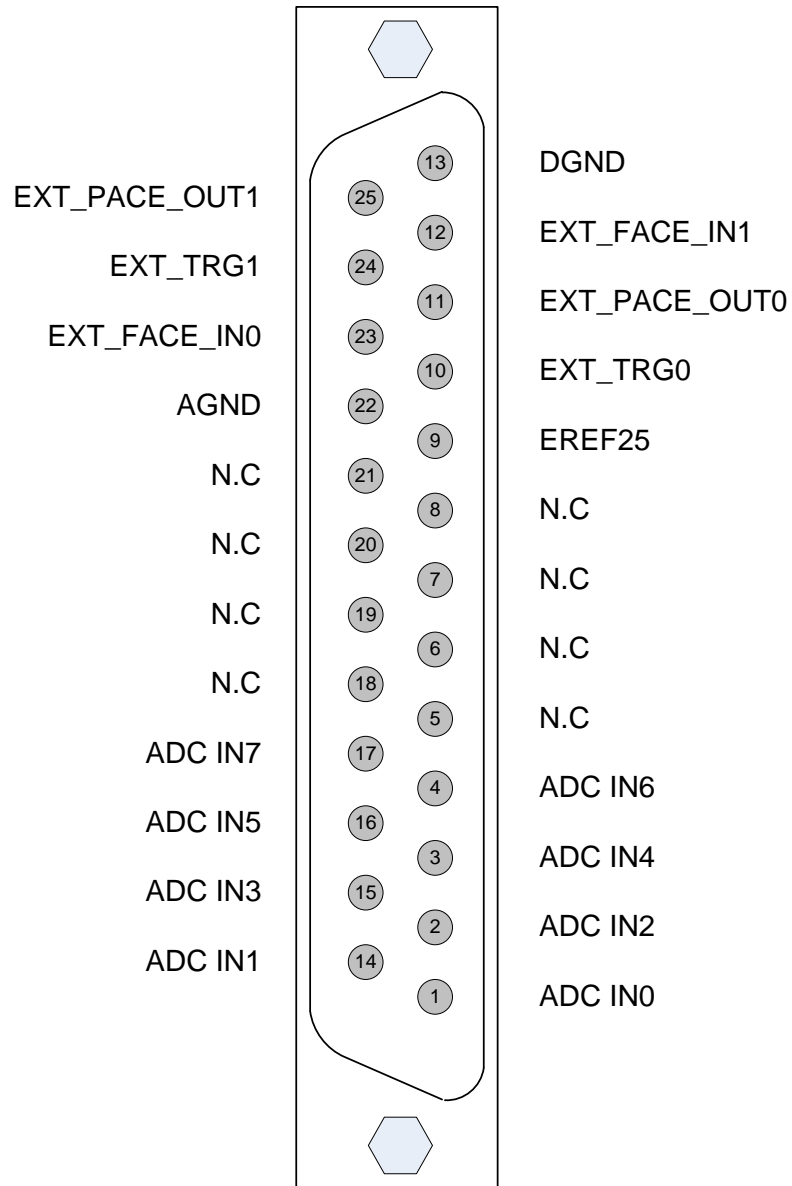 13 DGND
EXT_PACE_OUT1 25
12 EXT_FACE_IN1
EXT_TRG1 24
11 EXT_PACE_OUT0
EXT_FACE_IN0 23
10 EXT_TRG0
AGND 22
9 EREF25
N.C 21
8 N.C
N.C 20
7 N.C
N.C 19
6 N.C
N.C 18
5 N.C
ADC IN7 17
4 ADC IN6
ADC IN5 16
3 ADC IN4
ADC IN3 15
2 ADC IN2
ADC IN1 14
1 ADC IN0